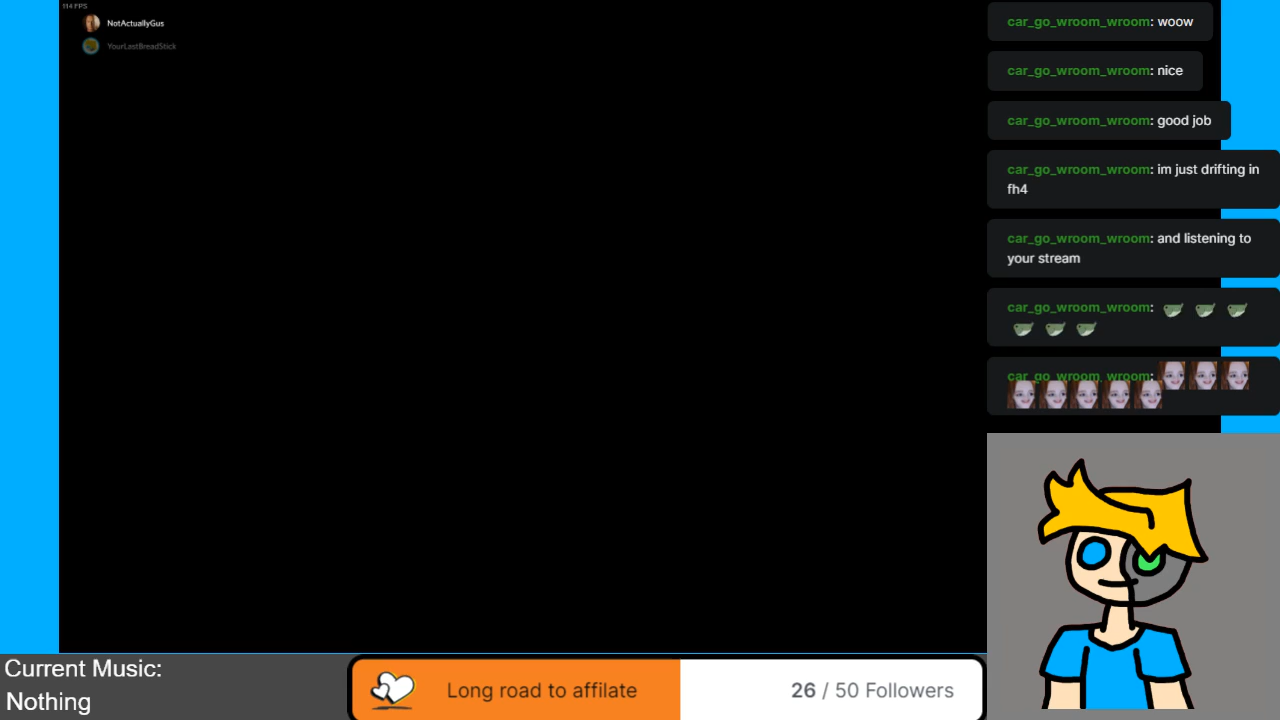 114 FPS
NotActuallyGus
YourLastBreadStick
car_go_wroom_wroom: woow
car_go_wroom_wroom: nice
car_go_wroom_wroom: good job
car_go_wroom_wroom: im just drifting in
fh4
car_go_wroom_wroom: and listening to
your stream
car_go_wroom_wroom:
car_go_wroom_wroom:
Current Music:
Nothing
Long road to affilate
26 / 50 Followers